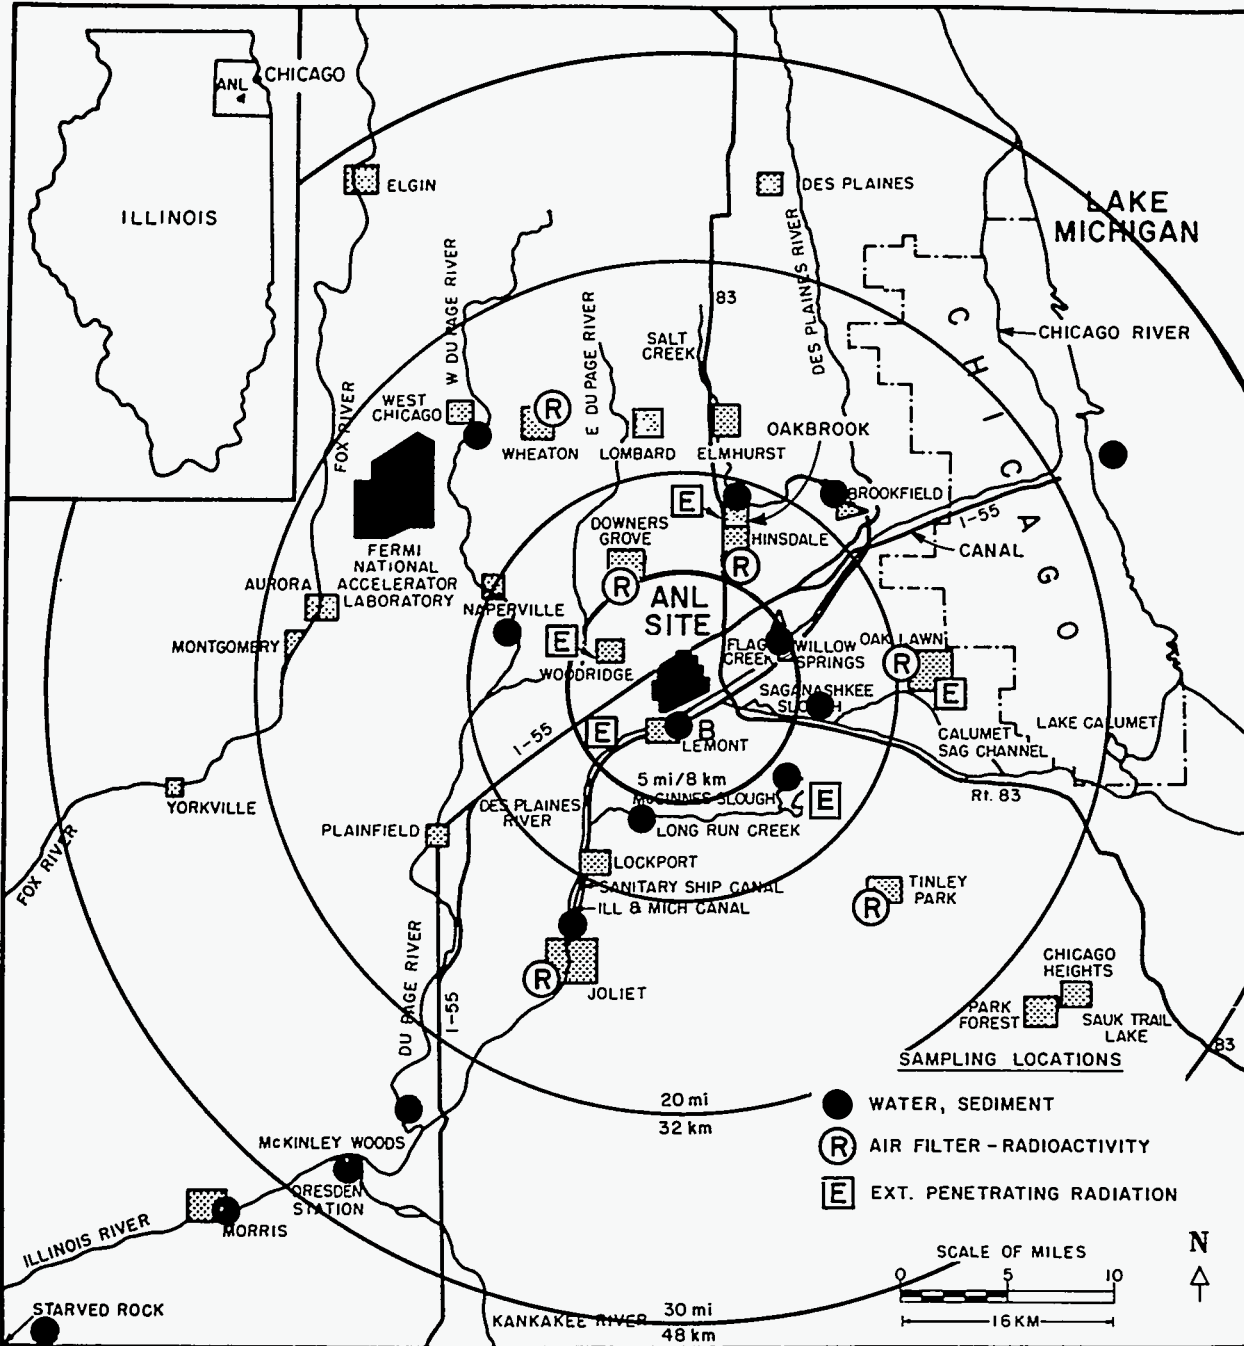 CHICAGO
ANL
ILLINOIS
ELGIN
DES PLAINES
LAKE
MICHIGAN
W DU PAGE RIVER
E DU PAGE RIVER
83
DES PLAINES RIVER
SALT
CREEK
CHICAGO
CHICAGO RIVER
FOX RIVER
WEST
CHICAGO
R
WHEATON
LOMBARD
ELMHURST
OAKBROOK
E
BROOKFIELD
I-55
CANAL
DOWNERS
GROVE
HINSDALE
R
R
FERMI
NATIONAL
ACCELERATOR
LABORATORY
AURORA
NAPERVILLE
ANL
SITE
MONTGOMERY
E
WOODRIDGE
FLAG
CREEK
WILLOW
SPRINGS
OAK LAWN
R
E
SAGANASHKEE
SLOUGH
I-55
E
B
LEMONT
CALUMET
SAG CHANNEL
LAKE CALUMET
5 mi/8 km
McGINNES SLOUGH
E
Rt. 83
YORKVILLE
DES PLAINES
RIVER
PLAINFIELD
LONG RUN CREEK
FOX RIVER
LOCKPORT
SANITARY SHIP CANAL
ILL & MICH CANAL
TINLEY
PARK
R
DU PAGE RIVER
I-55
R
JOLIET
CHICAGO
HEIGHTS
PARK
FOREST
SAUK TRAIL
LAKE
83
SAMPLING LOCATIONS
WATER, SEDIMENT
R AIR FILTER - RADIOACTIVITY
E EXT. PENETRATING RADIATION
20 mi
32 km
McKINLEY WOODS
DRESDEN
STATION
MORRIS
ILLINOIS RIVER
STARVED ROCK
KANKAKEE RIVER
30 mi
48 km
SCALE OF MILES
0 5 10
16 KM
N